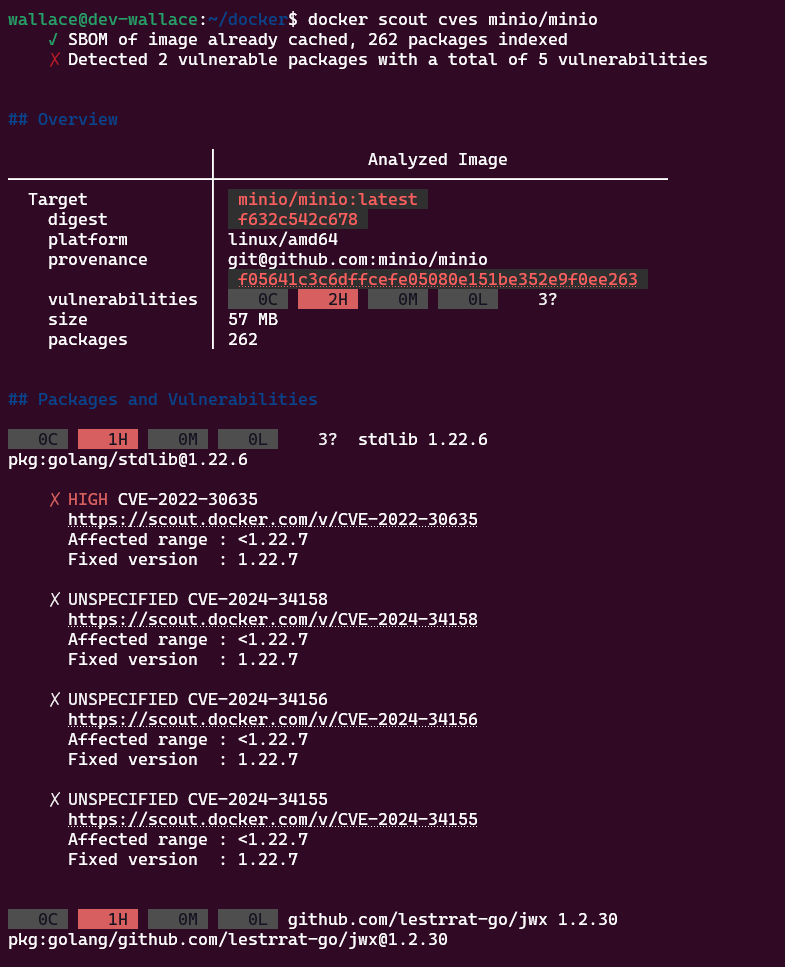 wallace@dev-wallace:~/docker$ docker scout cves minio/minio
✓ SBOM of image already cached, 262 packages indexed
✗ Detected 2 vulnerable packages with a total of 5 vulnerabilities
## Overview
Analyzed Image
Target minio/minio:latest
digest f632c542c678
platform linux/amd64
provenance git@github.com:minio/minio
f05641c3c6dffcefe05080e151be352e9f0ee263
vulnerabilities 0C 2H 0M 0L 3?
size 57 MB
packages 262
## Packages and Vulnerabilities
0C 1H 0M 0L 3? stdlib 1.22.6
pkg:golang/stdlib@1.22.6
✗ HIGH CVE-2022-30635
https://scout.docker.com/v/CVE-2022-30635
Affected range : <1.22.7
Fixed version : 1.22.7
✗ UNSPECIFIED CVE-2024-34158
https://scout.docker.com/v/CVE-2024-34158
Affected range : <1.22.7
Fixed version : 1.22.7
✗ UNSPECIFIED CVE-2024-34156
https://scout.docker.com/v/CVE-2024-34156
Affected range : <1.22.7
Fixed version : 1.22.7
✗ UNSPECIFIED CVE-2024-34155
https://scout.docker.com/v/CVE-2024-34155
Affected range : <1.22.7
Fixed version : 1.22.7
0C 1H 0M 0L github.com/lestrrat-go/jwx 1.2.30
pkg:golang/github.com/lestrrat-go/jwx@1.2.30